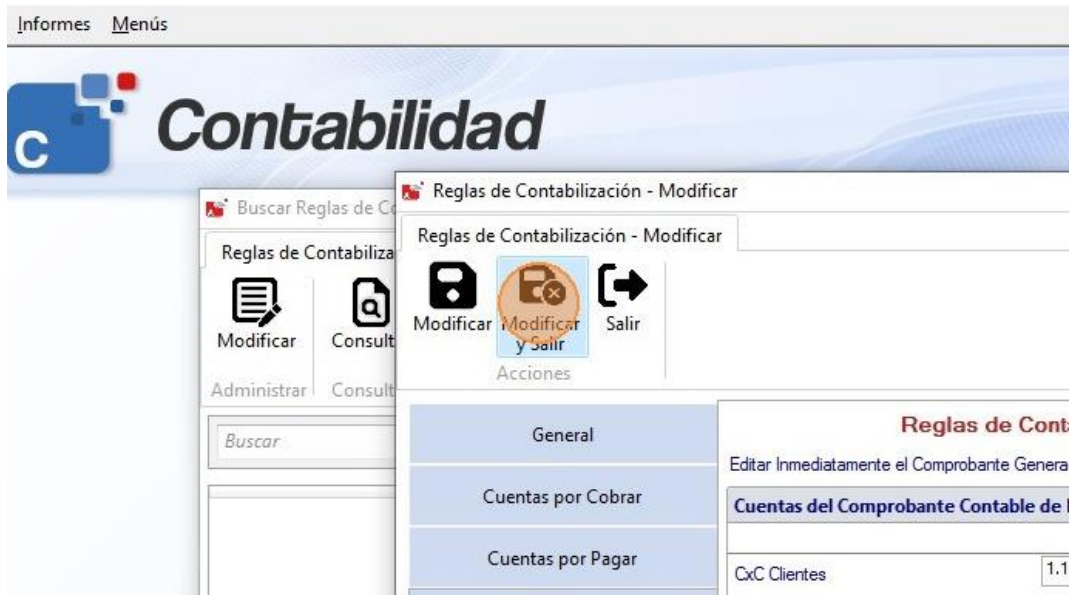 Informes Menús
C Contabilidad
Buscar Reglas de Co
Reglas de Contabiliza
Modificar Consult
Administrar Consult
Buscar
Reglas de Contabilización - Modificar
Reglas de Contabilización - Modificar
Modificar Modificar y Salir Salir
Acciones
General
Cuentas por Cobrar
Cuentas por Pagar
Reglas de Conta
Editar Inmediatamente el Comprobante Genera
Cuentas del Comprobante Contable de
CxC Clientes 1.1